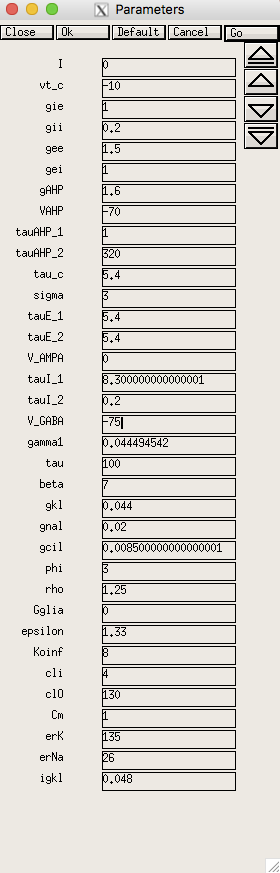 Parameters
Close Ok Default Cancel Go
I 0
vt_c -10
gie 1
gii 0.2
gee 1.5
gei 1
gAHP 1.6
VAHP -70
tauAHP_1 1
tauAHP_2 320
tau_c 5.4
sigma 3
tauE_1 5.4
tauE_2 5.4
V_AMPA 0
tauI_1 8.300000000000001
tauI_2 0.2
V_GABA -75
gamma1 0.044494542
tau 100
beta 7
gkl 0.044
gnal 0.02
gcil 0.008500000000000001
phi 3
rho 1.25
Gglia 0
epsilon 1.33
Koinf 8
cli 4
clO 130
Cm 1
erK 135
erNa 26
igkl 0.048